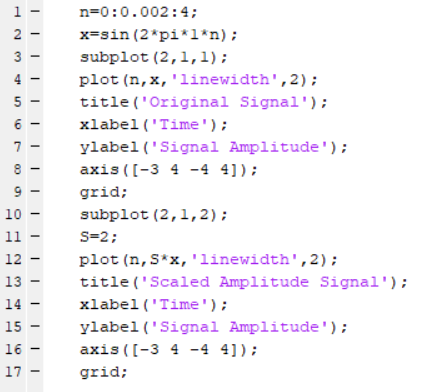 1 – n=0:0.002:4;
2 – x=sin(2*pi*1*n);
3 – subplot(2,1,1);
4 – plot(n,x,'linewidth',2);
5 – title('Original Signal');
6 – xlabel('Time');
7 – ylabel('Signal Amplitude');
8 – axis([-3 4 -4 4]);
9 – grid;
10 – subplot(2,1,2);
11 – S=2;
12 – plot(n,S*x,'linewidth',2);
13 – title('Scaled Amplitude Signal');
14 – xlabel('Time');
15 – ylabel('Signal Amplitude');
16 – axis([-3 4 -4 4]);
17 – grid;